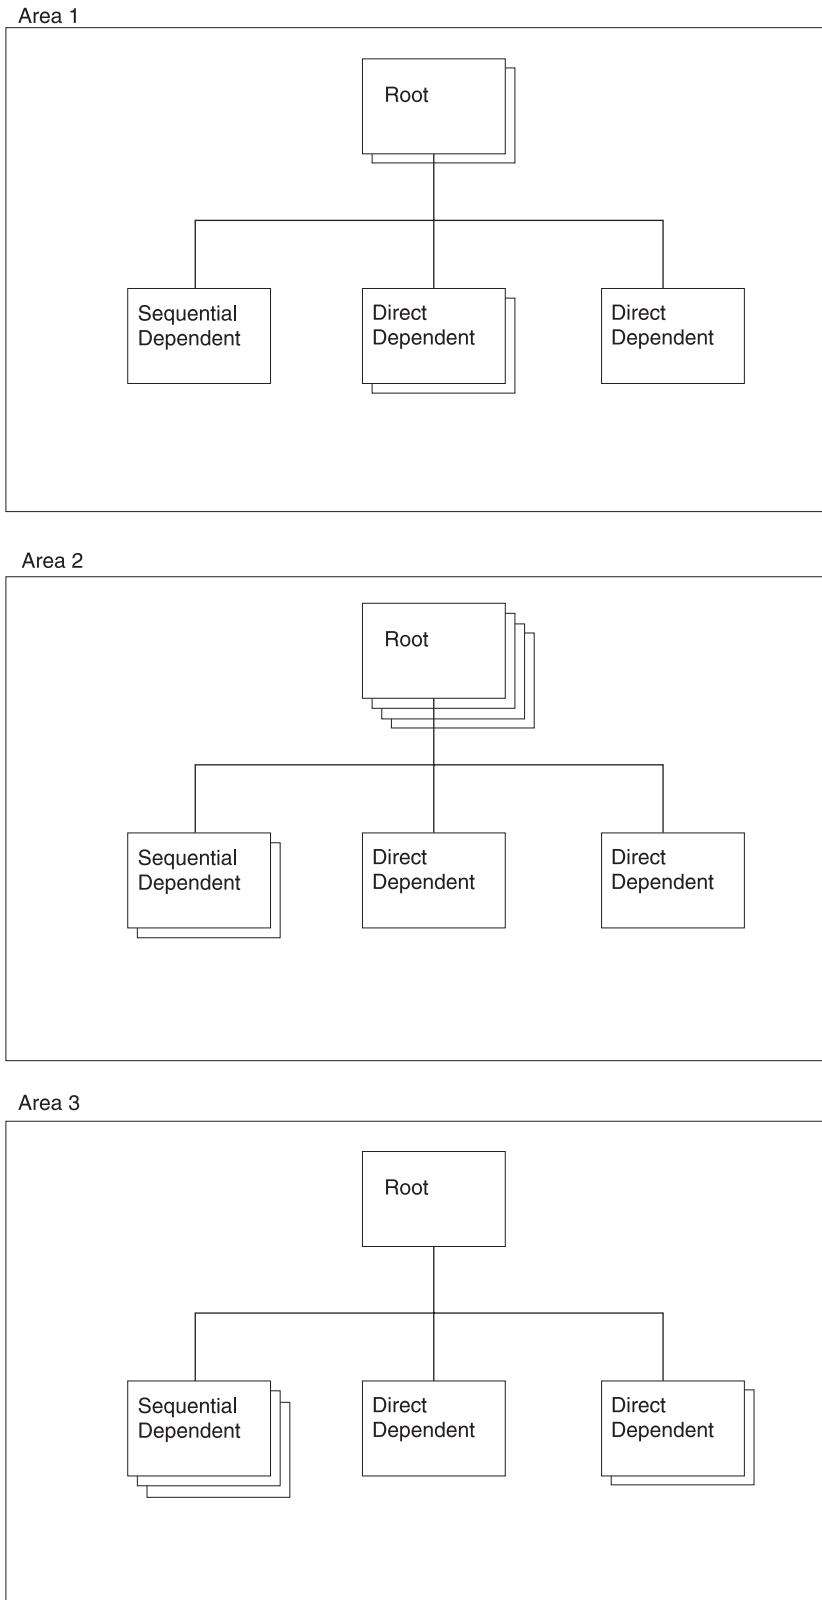 Area 1
Root
Sequential
Dependent
Direct
Dependent
Direct
Dependent
Area 2
Root
Sequential
Dependent
Direct
Dependent
Direct
Dependent
Area 3
Root
Sequential
Dependent
Direct
Dependent
Direct
Dependent